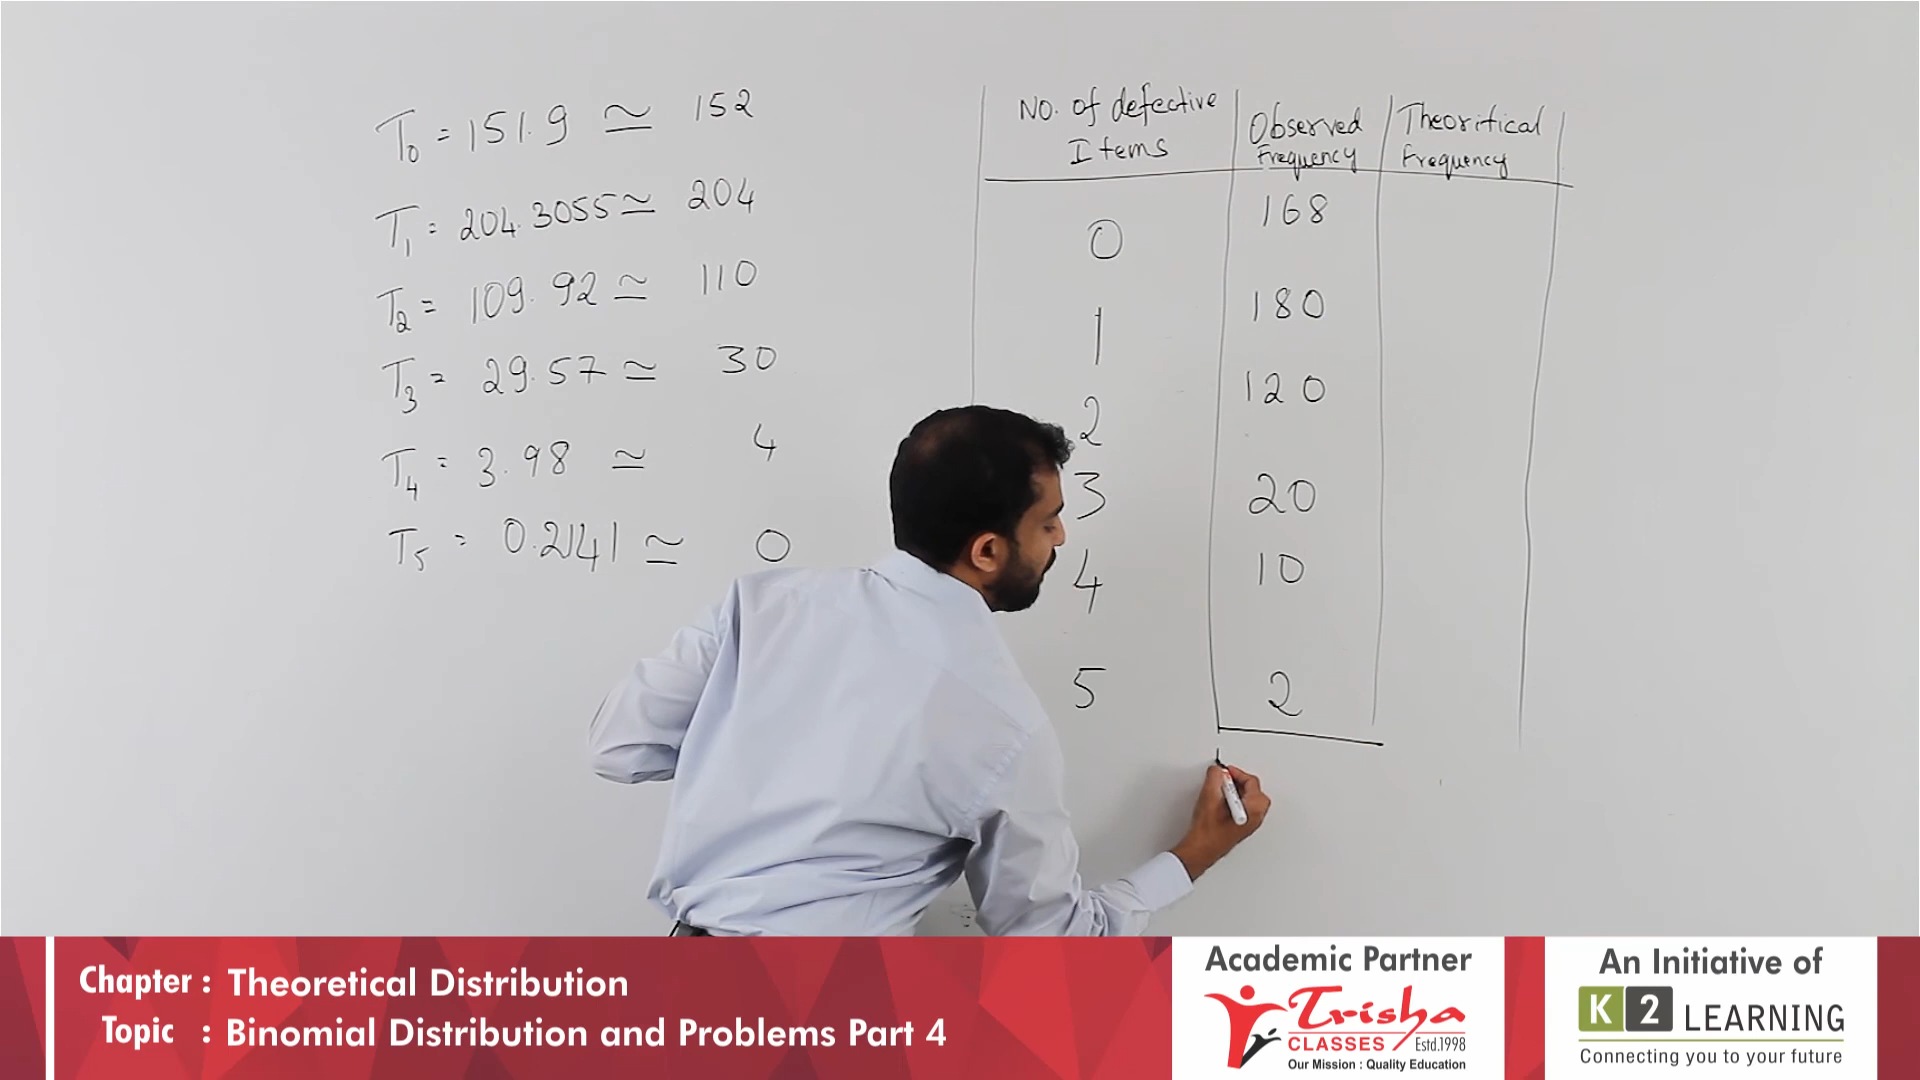 T0 = 151.9 ≃ 152
T1 = 204.3055 ≃ 204
T2 = 109.92 ≃ 110
T3 = 29.57 ≃ 30
T4 = 3.98 ≃ 4
T5 = 0.2141 ≃ 0
No. of defective Items
Observed Frequency
Theoritical Frequency
0 168
1 180
2 120
3 20
4 10
5 2
Chapter : Theoretical Distribution
Topic : Binomial Distribution and Problems Part 4
Academic Partner
Trisha
CLASSES Estd.1998
Our Mission : Quality Education
An Initiative of
K2 LEARNING
Connecting you to your future